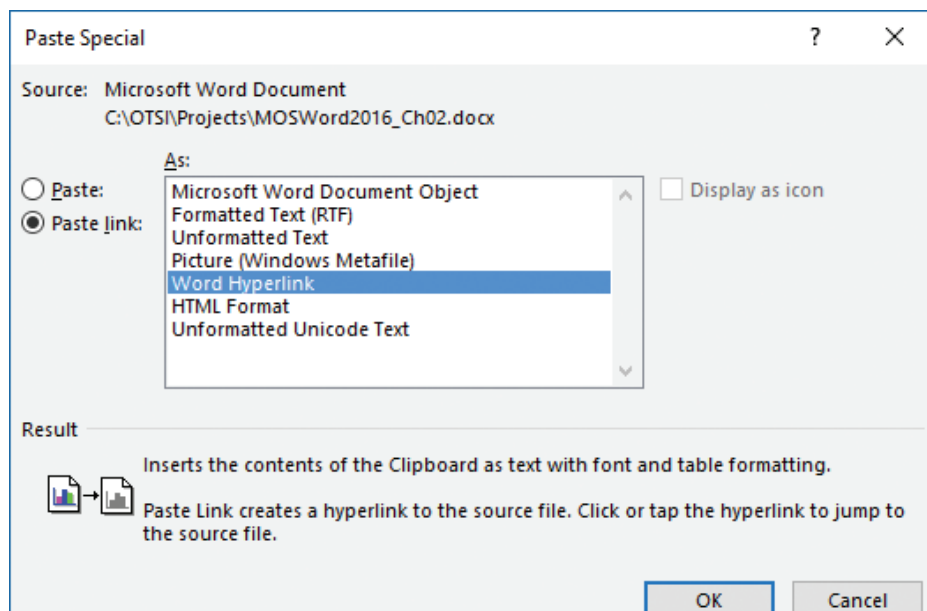 Paste Special ?
Source: Microsoft Word Document
C:\OTSI\Projects\MOSWord2016_Ch02.docx
As:
Paste:
Paste link:
Microsoft Word Document Object
Formatted Text (RTF)
Unformatted Text
Picture (Windows Metafile)
Word Hyperlink
HTML Format
Unformatted Unicode Text
Display as icon
Result
Inserts the contents of the Clipboard as text with font and table formatting.
Paste Link creates a hyperlink to the source file. Click or tap the hyperlink to jump to
the source file.
OK Cancel